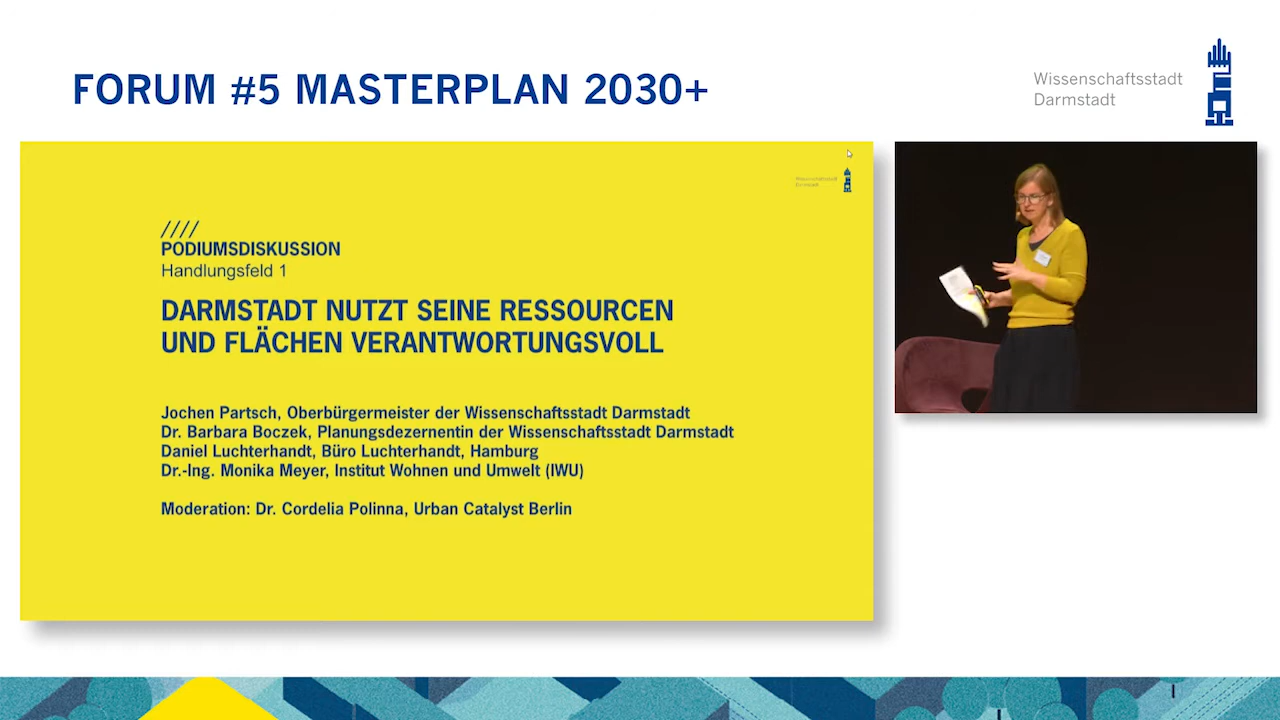 FORUM #5 MASTERPLAN 2030+
Wissenschaftsstadt
Darmstadt
Wissenschaftsstadt
Darmstadt
////
PODIUMSDISKUSSION
Handlungsfeld 1
DARMSTADT NUTZT SEINE RESSOURCEN
UND FLÄCHEN VERANTWORTUNGSVOLL
Jochen Partsch, Oberbürgermeister der Wissenschaftsstadt Darmstadt
Dr. Barbara Boczek, Planungsdezernentin der Wissenschaftsstadt Darmstadt
Daniel Luchterhandt, Büro Luchterhandt, Hamburg
Dr.-Ing. Monika Meyer, Institut Wohnen und Umwelt (IWU)
Moderation: Dr. Cordelia Polinna, Urban Catalyst Berlin